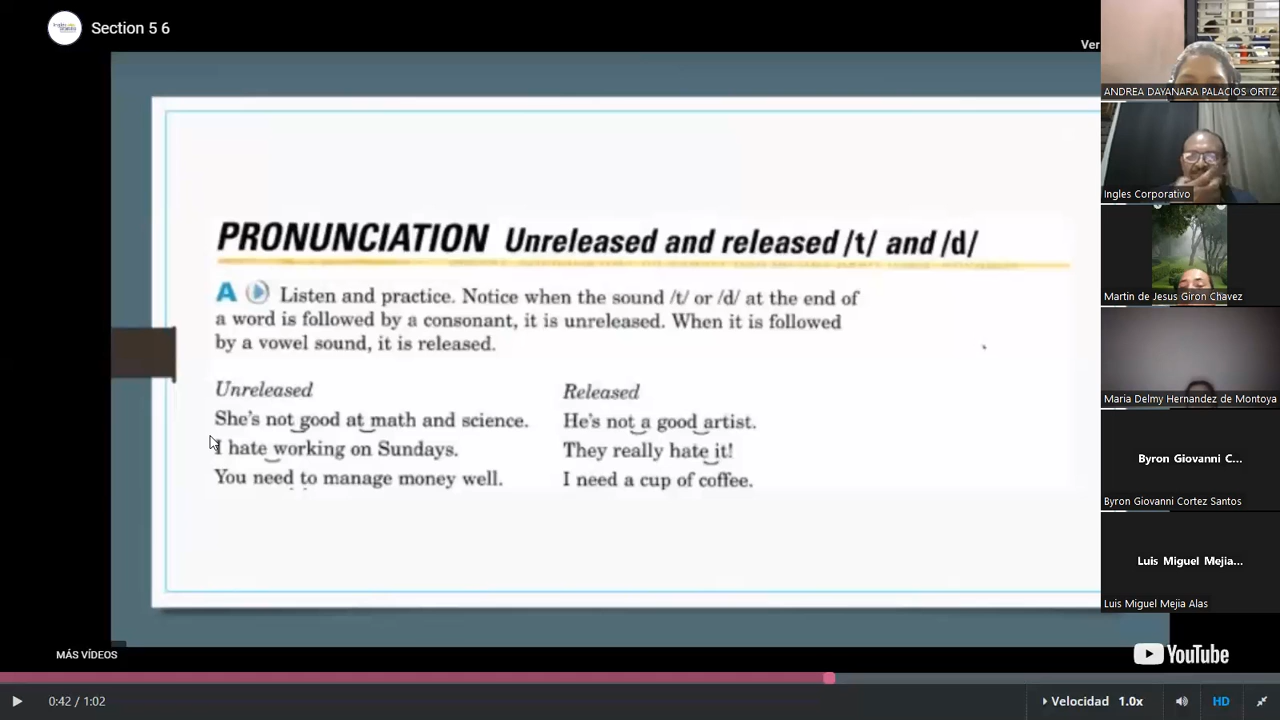 Section 5 6
Ver
PRONUNCIATION Unreleased and released /t/ and /d/
A Listen and practice. Notice when the sound /t/ or /d/ at the end of
a word is followed by a consonant, it is unreleased. When it is followed
by a vowel sound, it is released.
Unreleased
She's not good at math and science.
I hate working on Sundays.
You need to manage money well.
Released
He's not a good artist.
They really hate it!
I need a cup of coffee.
MÁS VÍDEOS
YouTube
0:42 / 1:02
Velocidad 1.0x
HD
ANDREA DAYANARA PALACIOS ORTIZ
Ingles Corporativo
Martin de Jesus Giron Chavez
Maria Delmy Hernandez de Montoya
Byron Giovanni C...
Byron Giovanni Cortez Santos
Luis Miguel Mejia...
Luis Miguel Mejia Alas